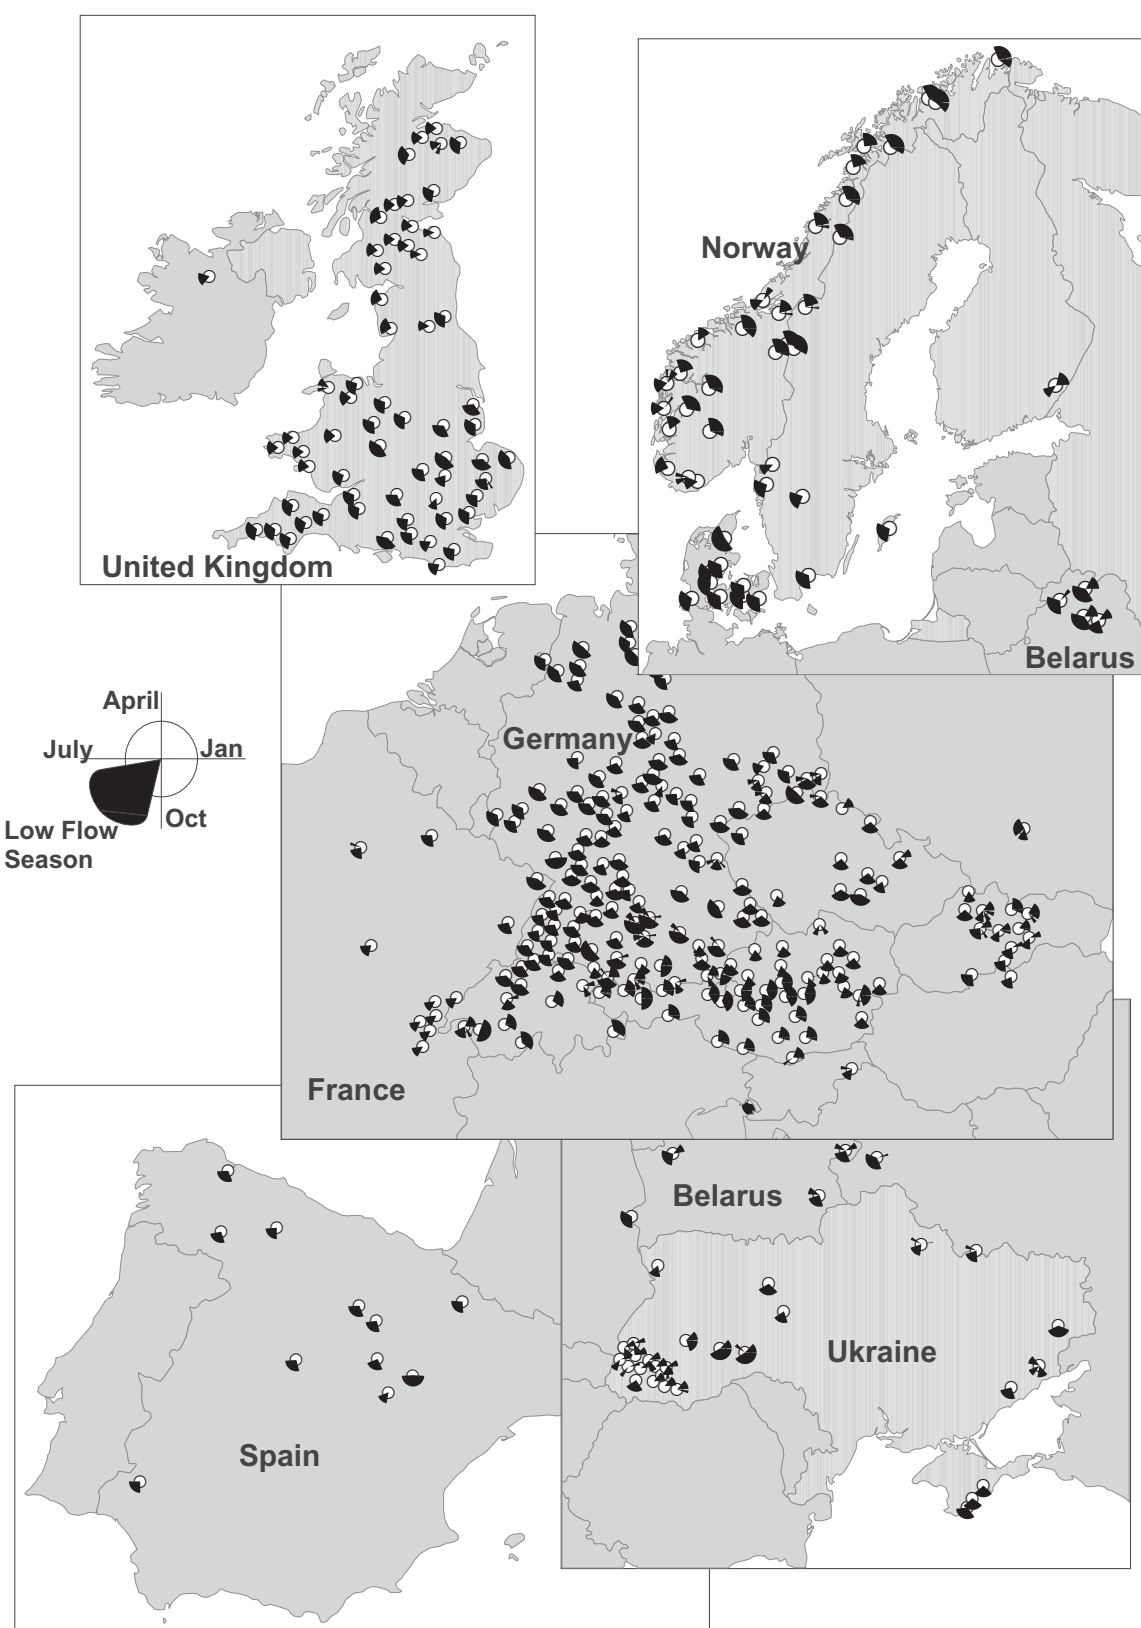 Norway
United Kingdom
Belarus
April
July
Jan
Oct
Low Flow
Season
Germany
France
Belarus
Ukraine
Spain